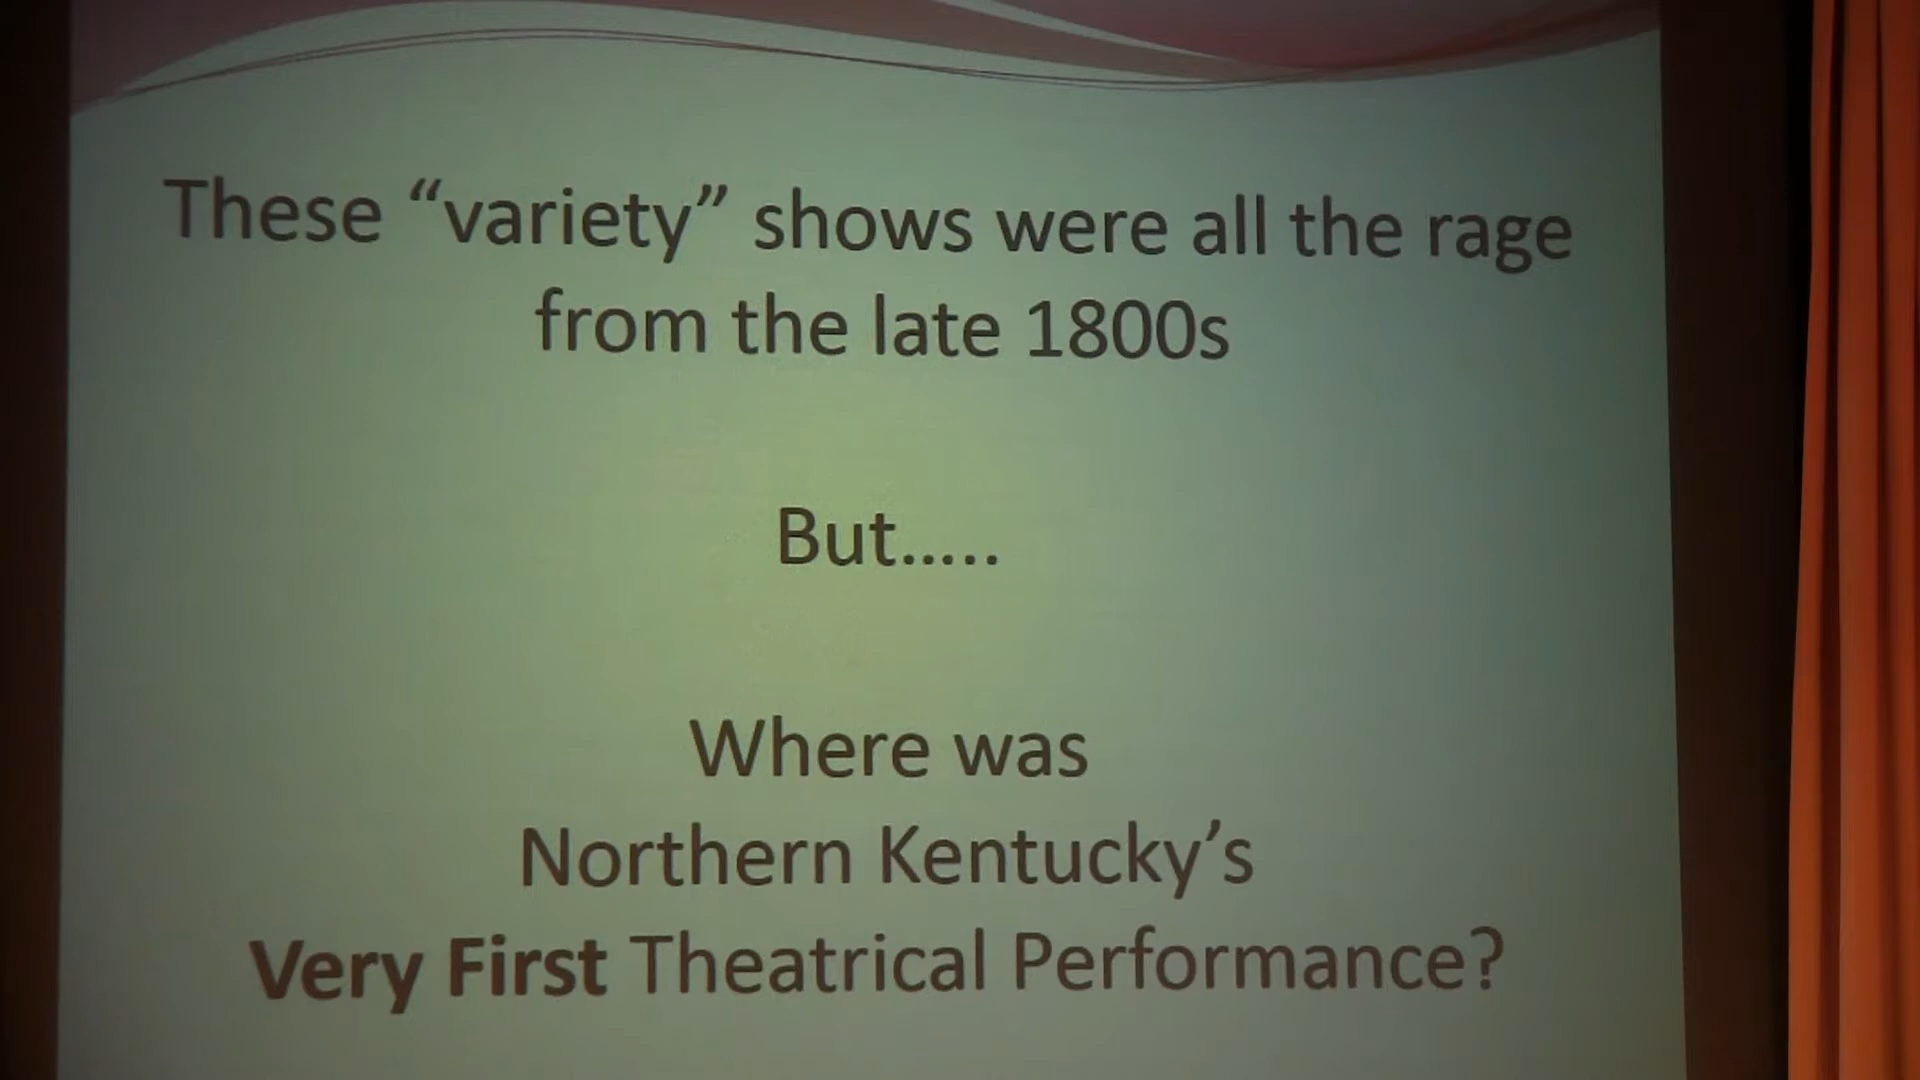 These “variety” shows were all the rage
from the late 1800s
But.....
Where was
Northern Kentucky’s
Very First Theatrical Performance?